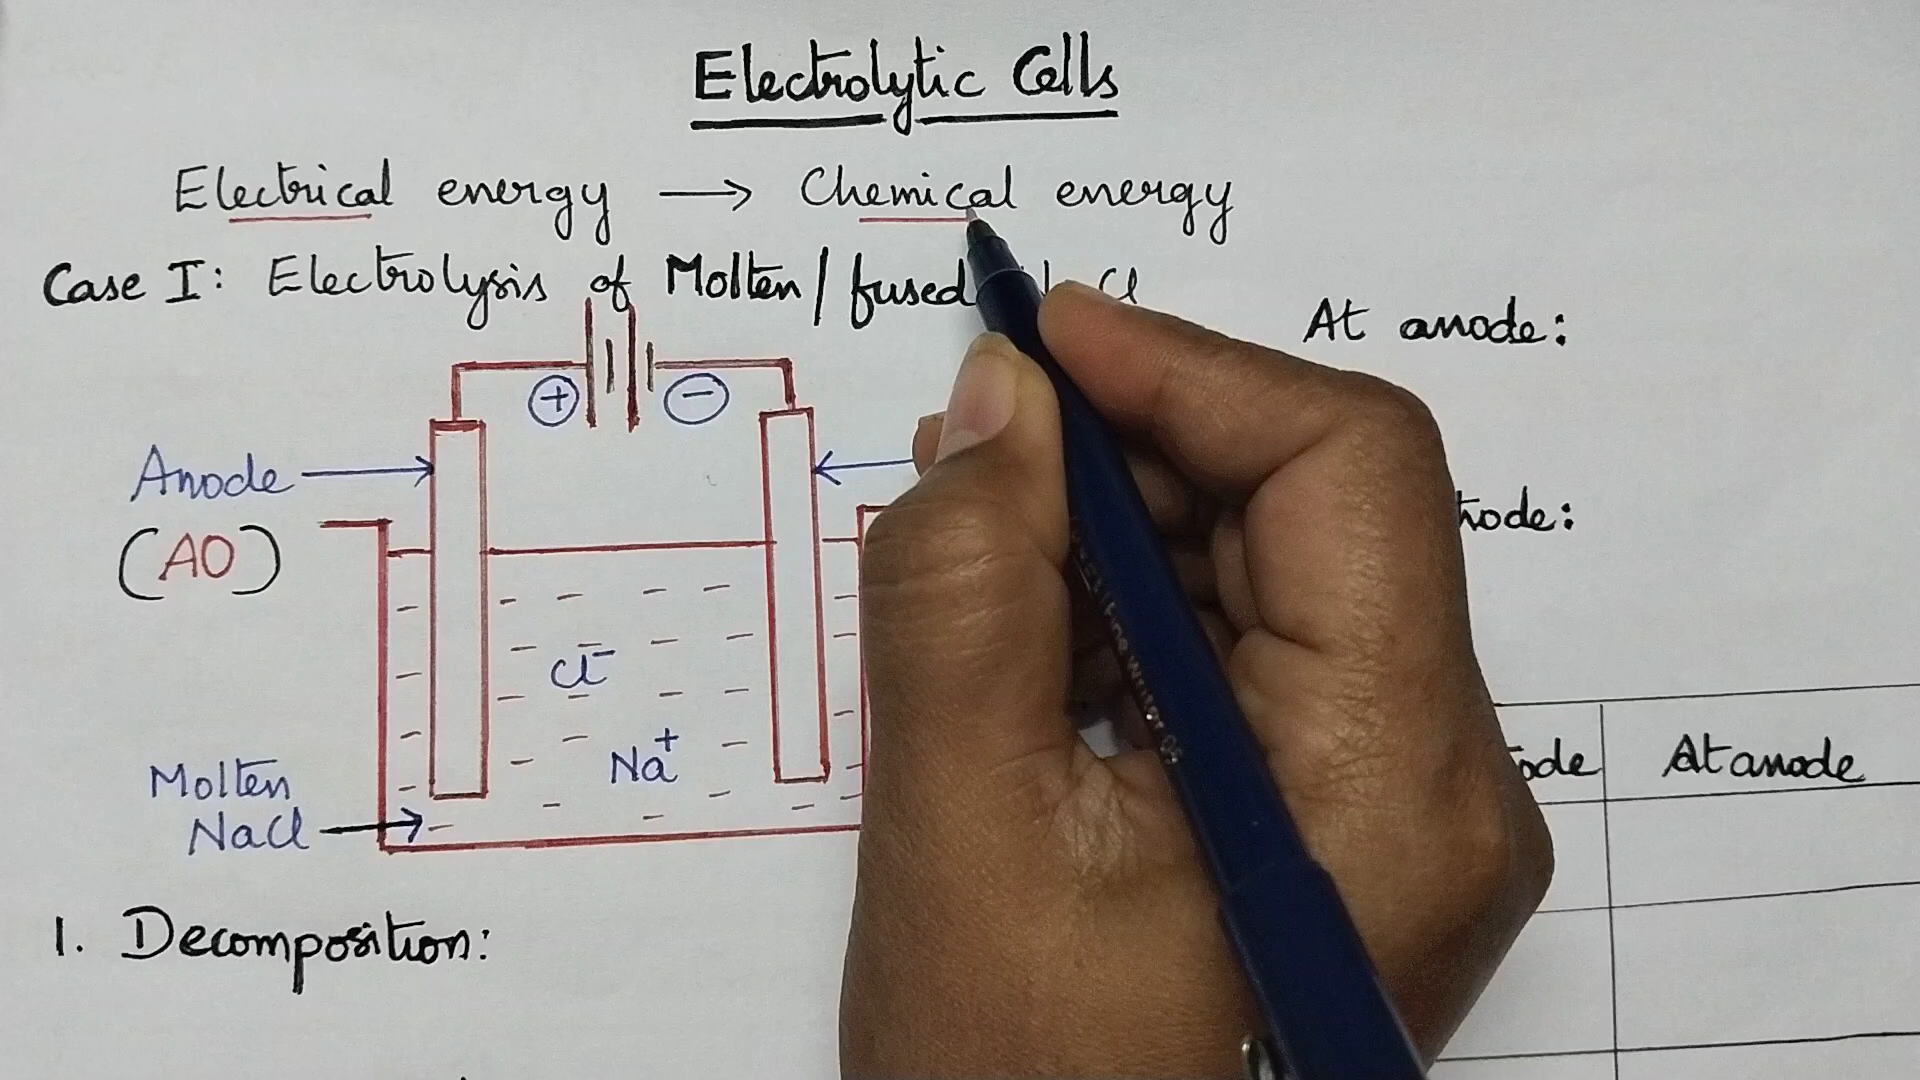 Electrolytic Cells
Electrical energy → Chemical energy
Case I: Electrolysis of Molten/fused
At anode:
+ −
Anode
(AO)
Cl⁻
Na⁺
Molten
NaCl
At anode
1. Decomposition: